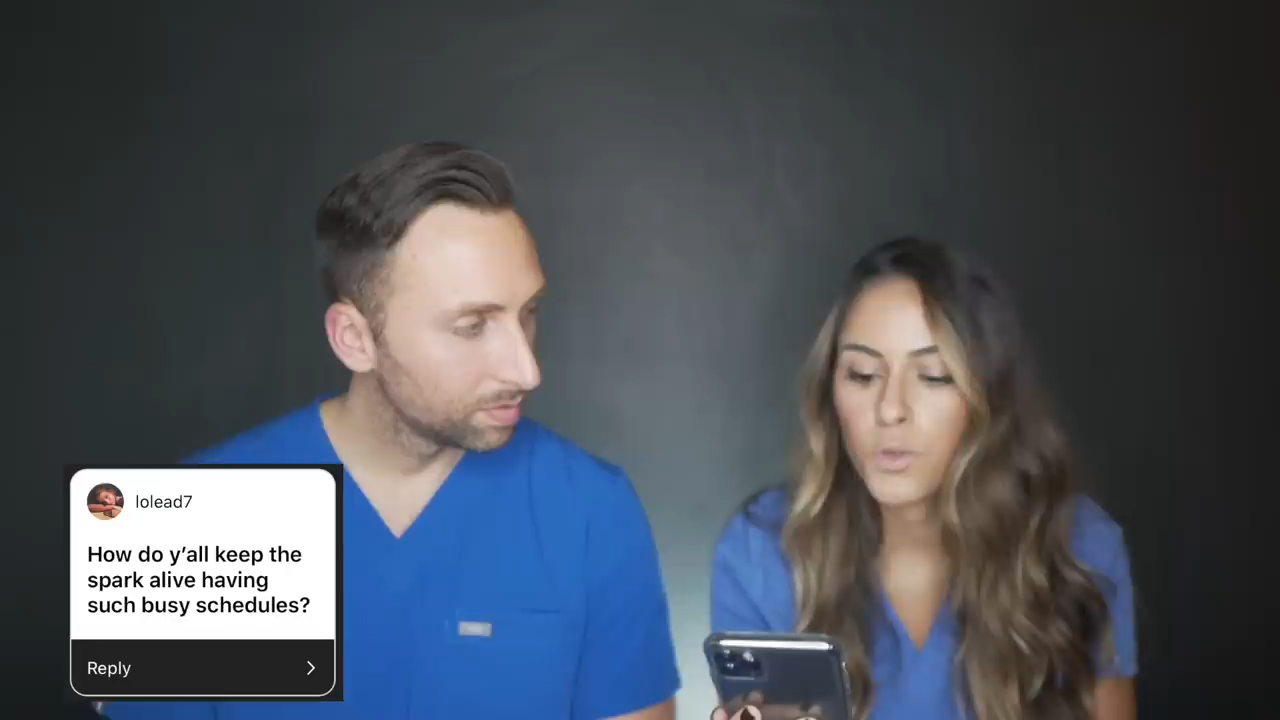 lolead7
How do y’all keep the
spark alive having
such busy schedules?
Reply